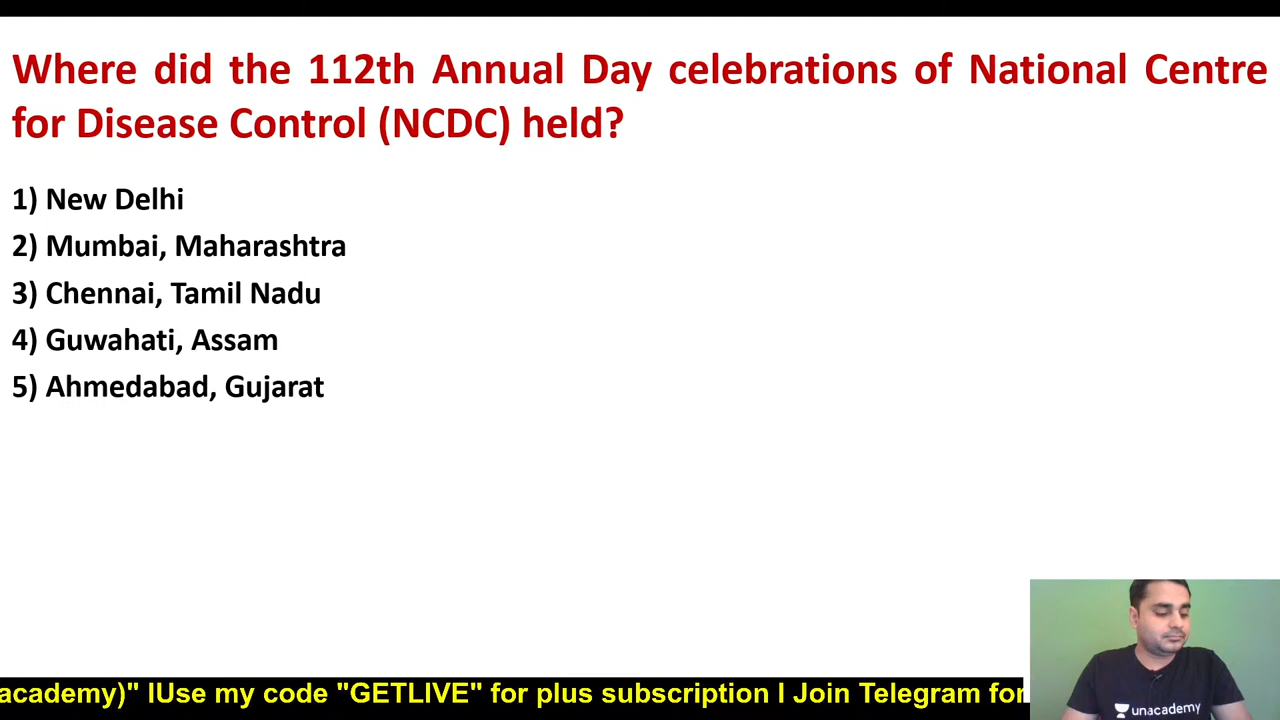 Where did the 112th Annual Day celebrations of National Centre
for Disease Control (NCDC) held?
1) New Delhi
2) Mumbai, Maharashtra
3) Chennai, Tamil Nadu
4) Guwahati, Assam
5) Ahmedabad, Gujarat
academy)" IUse my code "GETLIVE" for plus subscription I Join Telegram for
unacademy